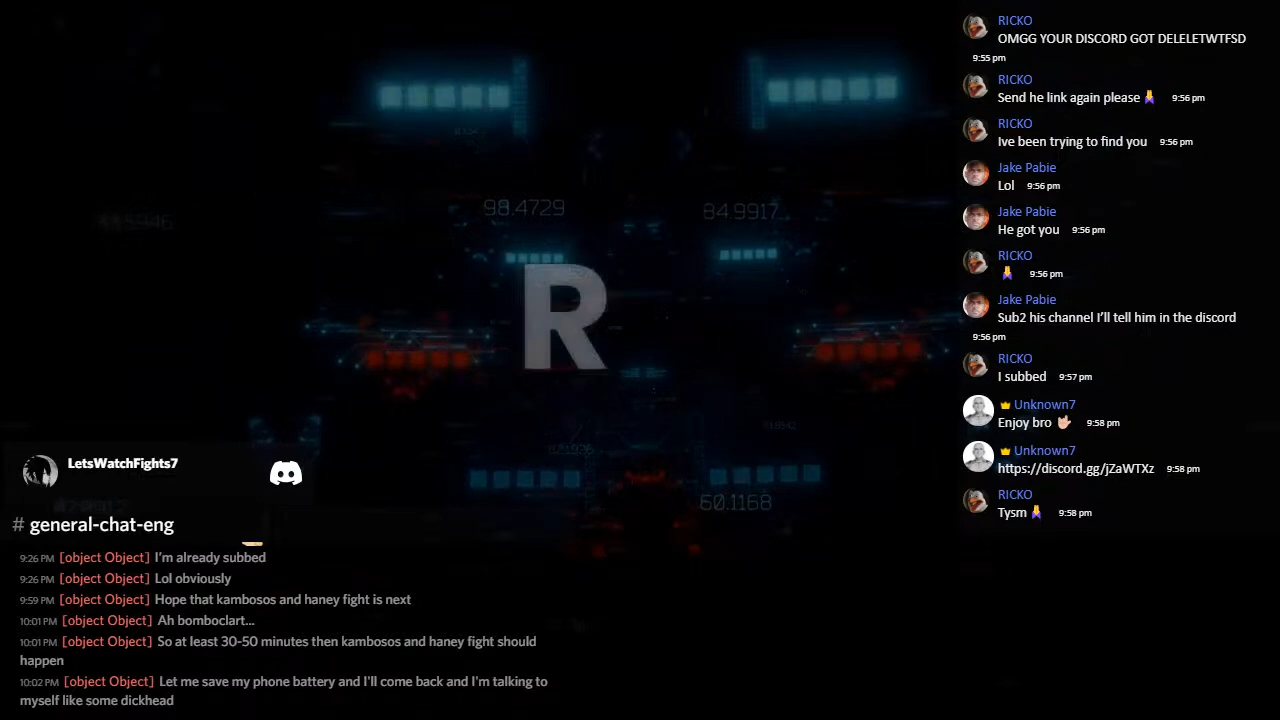 RICKO
OMGG YOUR DISCORD GOT DELELETWTFSD
9:55 pm
RICKO
Send he link again please 9:56 pm
RICKO
Ive been trying to find you 9:56 pm
Jake Pabie
Lol 9:56 pm
Jake Pabie
He got you 9:56 pm
RICKO
9:56 pm
Jake Pabie
Sub2 his channel I'll tell him in the discord
9:56 pm
RICKO
I subbed 9:57 pm
Unknown7
Enjoy bro 9:58 pm
Unknown7
https://discord.gg/jZaWTXz 9:58 pm
RICKO
Tysm 9:58 pm
98.4729
84.9917
R
60.1168
LetsWatchFights7
# general-chat-eng
9:26 PM [object Object] I'm already subbed
9:26 PM [object Object] Lol obviously
9:59 PM [object Object] Hope that kambosos and haney fight is next
10:01 PM [object Object] Ah bomboclart...
10:01 PM [object Object] So at least 30-50 minutes then kambosos and haney fight should
happen
10:02 PM [object Object] Let me save my phone battery and I'll come back and I'm talking to
myself like some dickhead